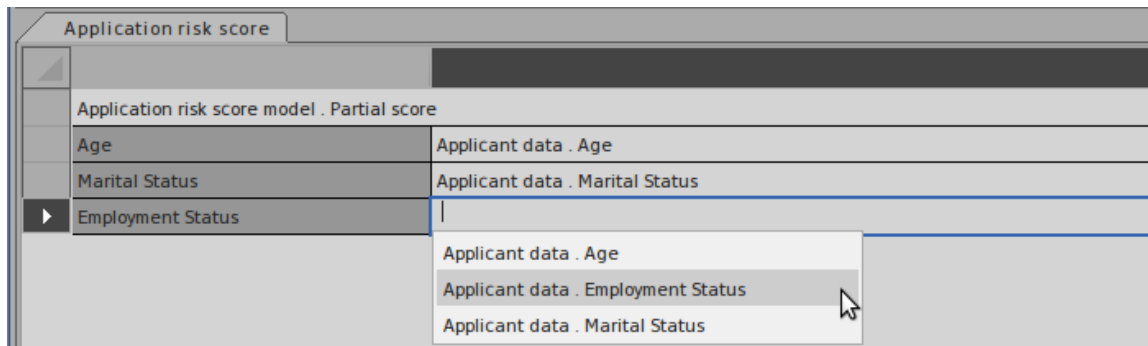 Application risk score
Application risk score model . Partial score
Age
Applicant data . Age
Marital Status
Applicant data . Marital Status
Employment Status
Applicant data . Age
Applicant data . Employment Status
Applicant data . Marital Status